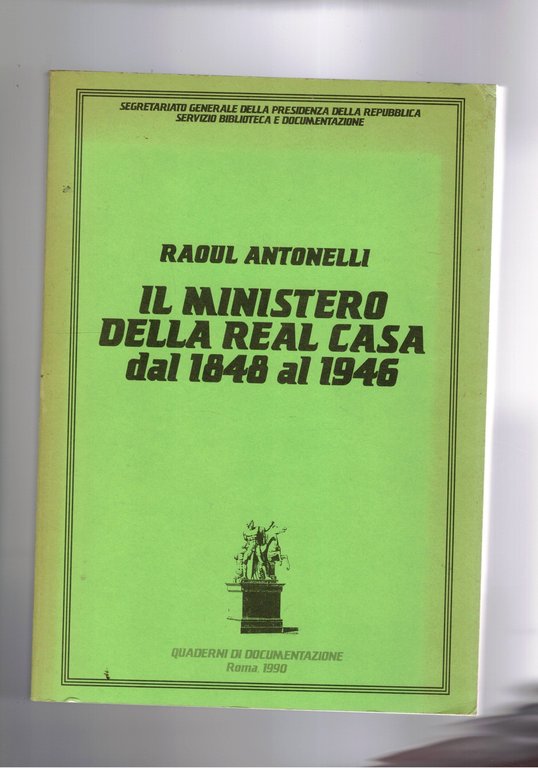 SEGRETARIATO GENERALE DELLA PRESIDENZA DELLA REPUBBLICA
SERVIZIO BIBLIOTECA E DOCUMENTAZIONE
RAOUL ANTONELLI
IL MINISTERO
DELLA REAL CASA
dal 1848 al 1946
QUADERNI DI DOCUMENTAZIONE
Roma, 1990